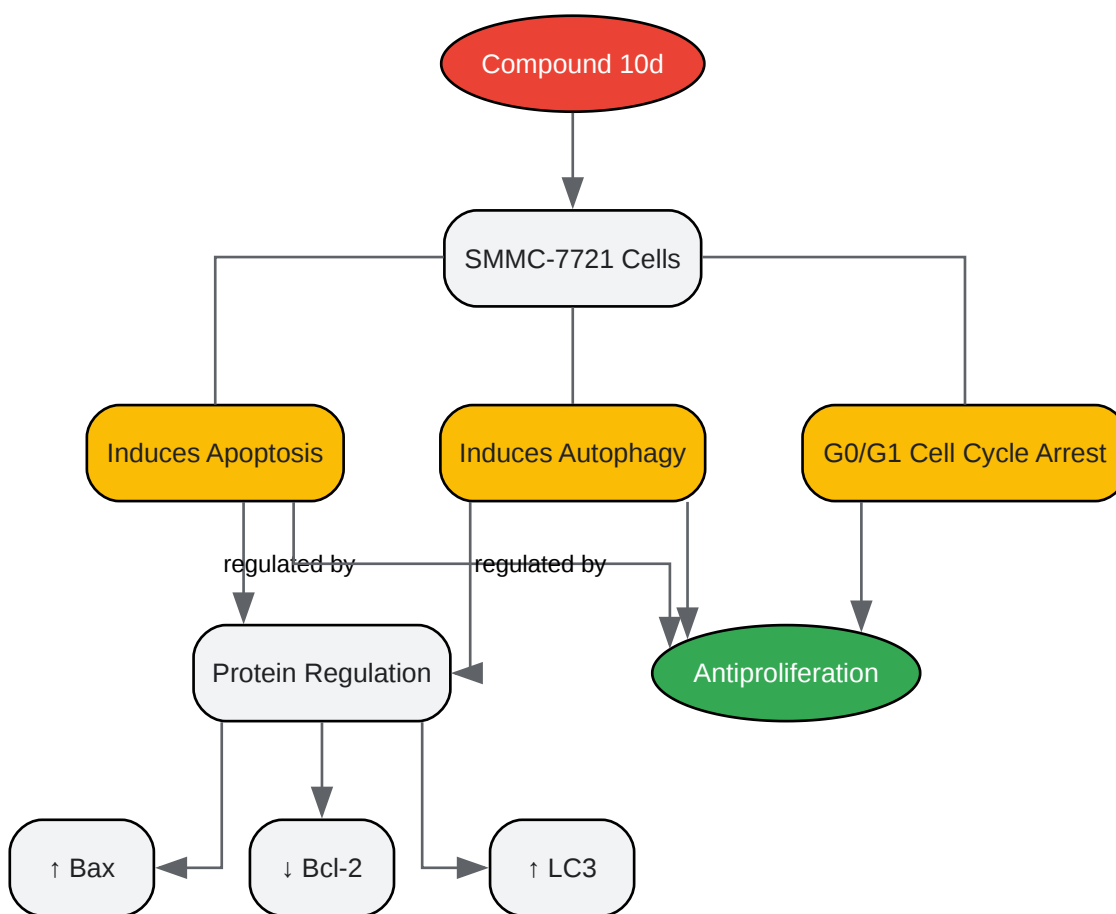 Compound 10d
SMMC-7721 Cells
Induces Apoptosis
Induces Autophagy
G0/G1 Cell Cycle Arrest
regulated by
regulated by
Protein Regulation
Antiproliferation
↑ Bax
↓ Bcl-2
↑ LC3